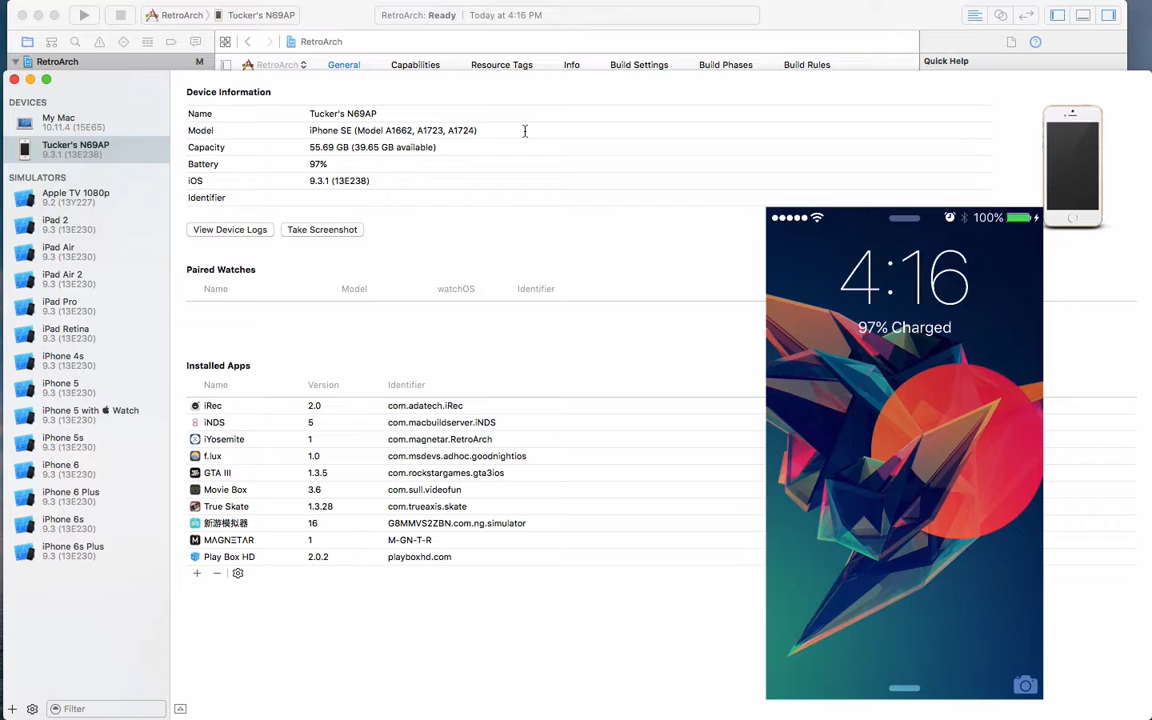 RetroArch
Tucker's N69AP
RetroArch: Ready
Today at 4:16 PM
RetroArch
RetroArch M
RetroArch
General
Capabilities
Resource Tags
Info
Build Settings
Build Phases
Build Rules
Quick Help
DEVICES
My Mac
10.11.4 (15E65)
Tucker's N69AP
9.3.1 (13E238)
SIMULATORS
Apple TV 1080p
9.2 (13Y227)
iPad 2
9.3 (13E230)
iPad Air
9.3 (13E230)
iPad Air 2
9.3 (13E230)
iPad Pro
9.3 (13E230)
iPad Retina
9.3 (13E230)
iPhone 4s
9.3 (13E230)
iPhone 5
9.3 (13E230)
iPhone 5 with Watch
9.3 (13E230)
iPhone 5s
9.3 (13E230)
iPhone 6
9.3 (13E230)
iPhone 6 Plus
9.3 (13E230)
iPhone 6s
9.3 (13E230)
iPhone 6s Plus
9.3 (13E230)
Filter
Device Information
Name Tucker's N69AP
Model iPhone SE (Model A1662, A1723, A1724)
Capacity 55.69 GB (39.65 GB available)
Battery 97%
iOS 9.3.1 (13E238)
Identifier
View Device Logs
Take Screenshot
Paired Watches
Name Model watchOS Identifier
Installed Apps
Name Version Identifier
iRec 2.0 com.adatech.iRec
iNDS 5 com.macbuildserver.iNDS
iYosemite 1 com.magnetar.RetroArch
f.lux 1.0 com.msdevs.adhoc.goodnightios
GTA III 1.3.5 com.rockstargames.gta3ios
Movie Box 3.6 com.sull.videofun
True Skate 1.3.28 com.trueaxis.skate
新游模拟器 16 G8MMVS2ZBN.com.ng.simulator
MΛGNΞTΛR 1 M-GN-T-R
Play Box HD 2.0.2 playboxhd.com
100%
4:16
97% Charged